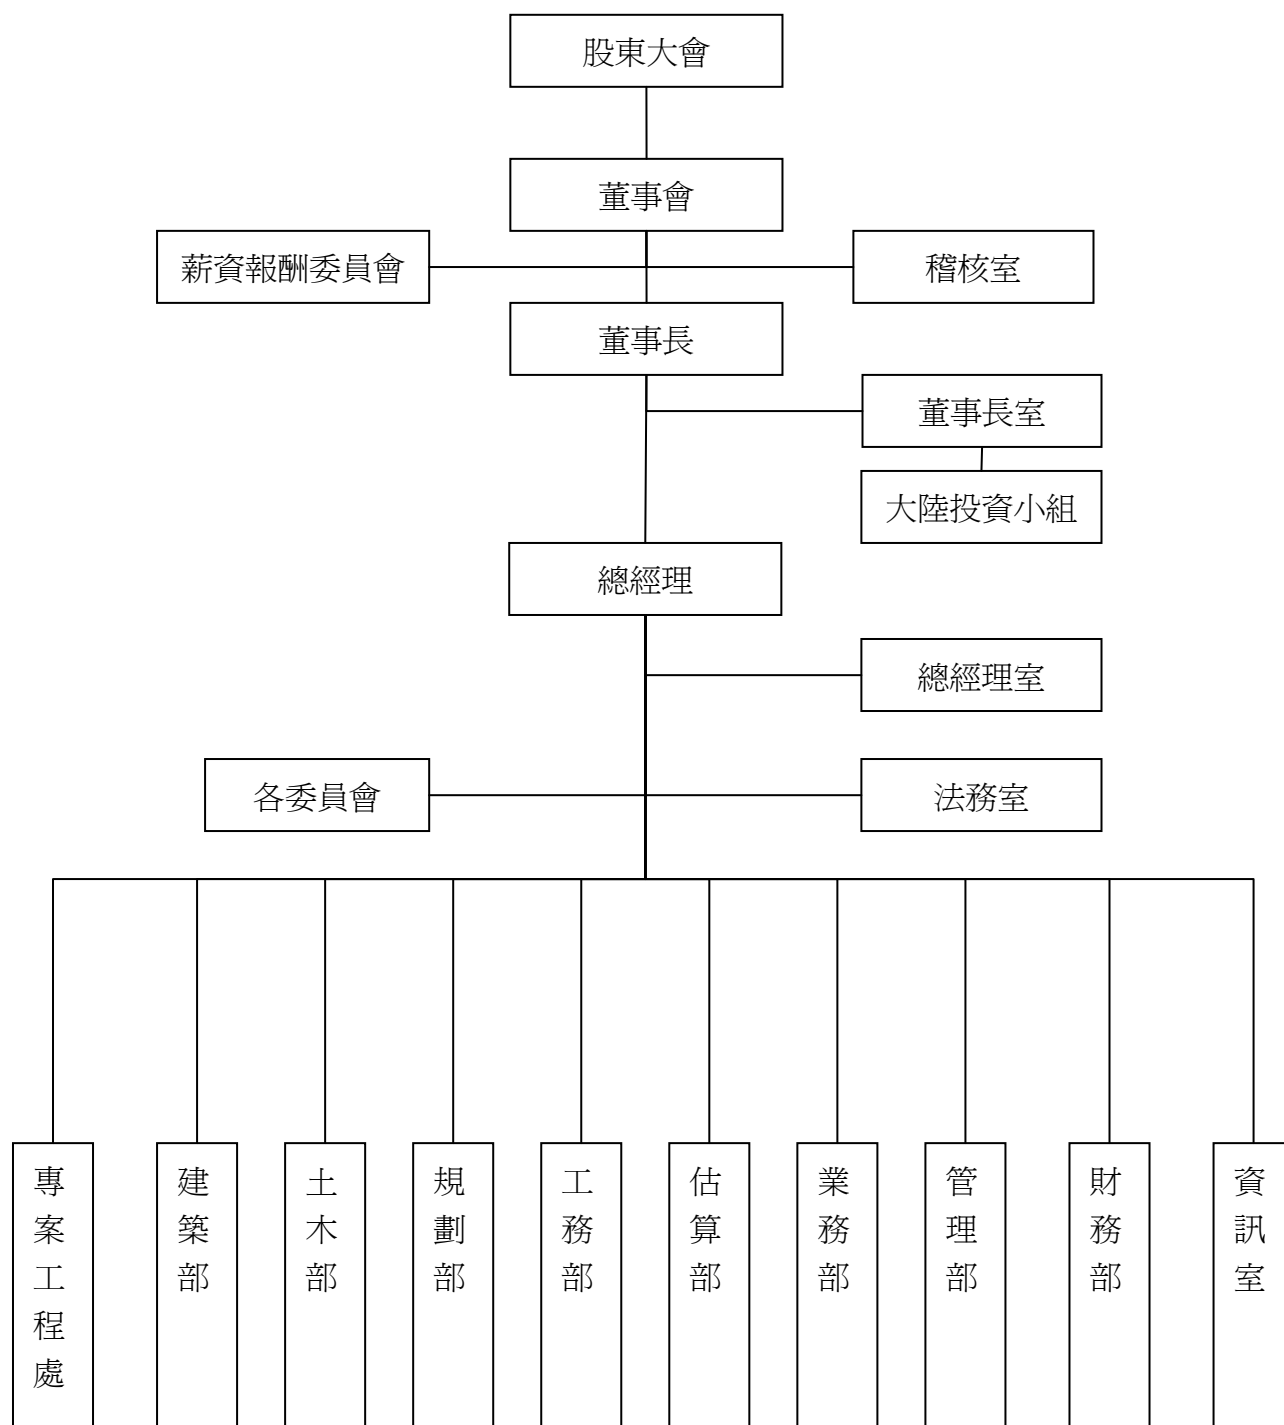 股東大會
董事會
薪資報酬委員會
稽核室
董事長
董事長室
大陸投資小組
總經理
總經理室
各委員會
法務室
專案工程處
建築部
土木部
規劃部
工務部
估算部
業務部
管理部
財務部
資訊室